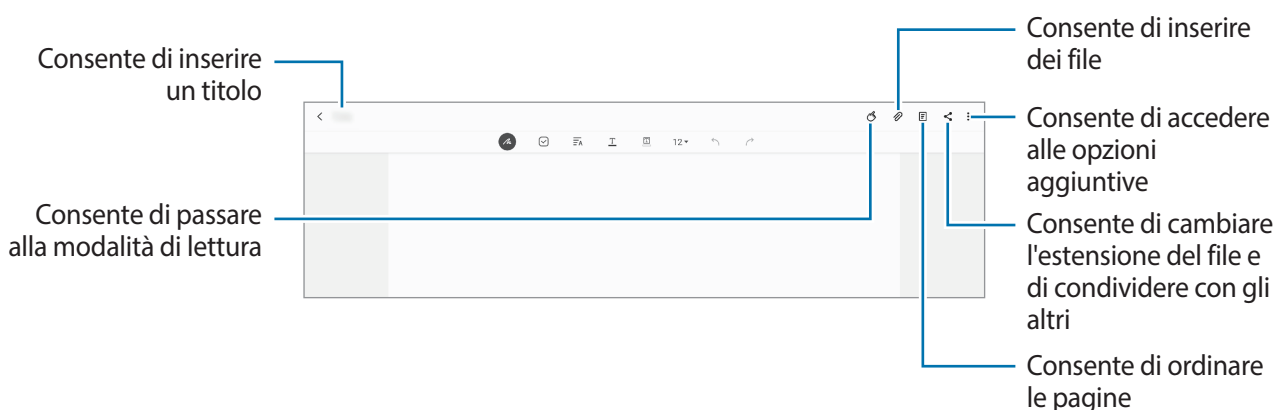 Consente di inserire
un titolo
Consente di passare
alla modalità di lettura
12
Consente di inserire
dei file
Consente di accedere
alle opzioni
aggiuntive
Consente di cambiare
l'estensione del file e
di condividere con gli
altri
Consente di ordinare
le pagine